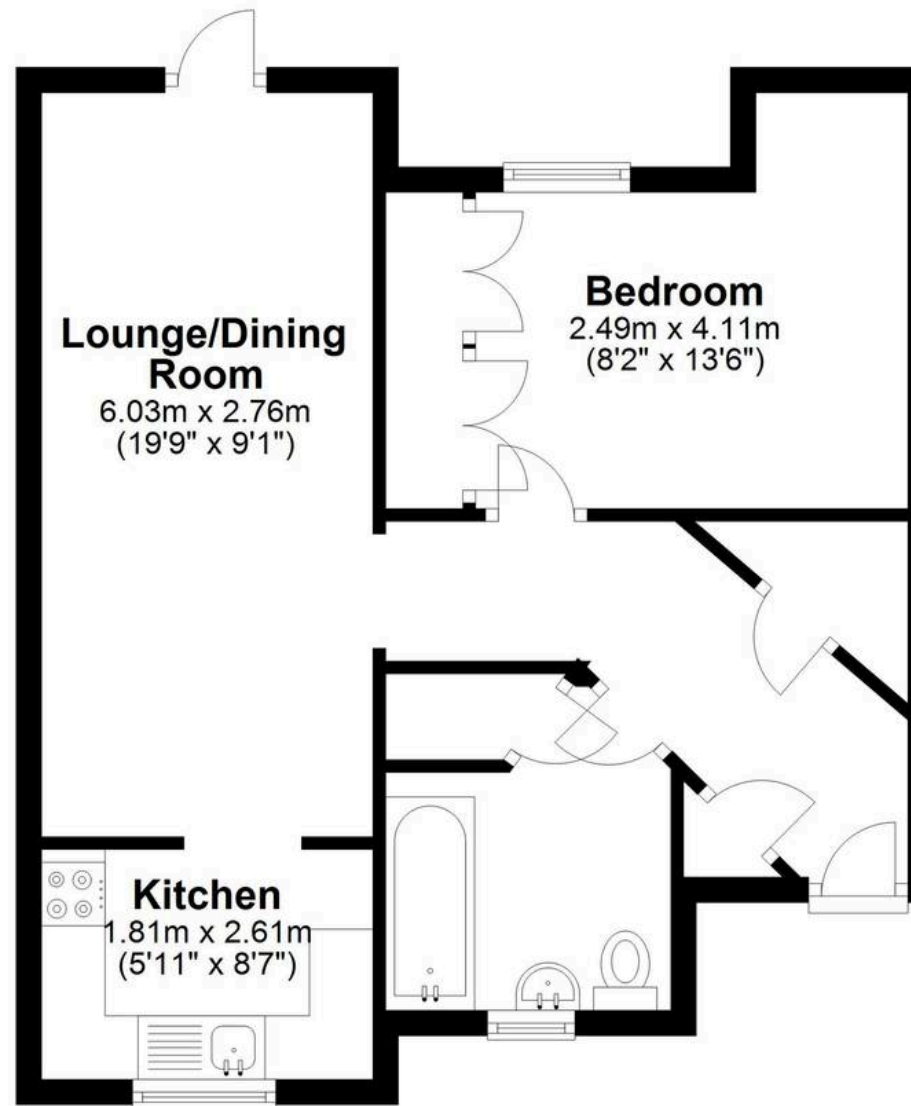 Lounge/Dining
Room
6.03m x 2.76m
(19'9" x 9'1")
Bedroom
2.49m x 4.11m
(8'2" x 13'6")
Kitchen
1.81m x 2.61m
(5'11" x 8'7")